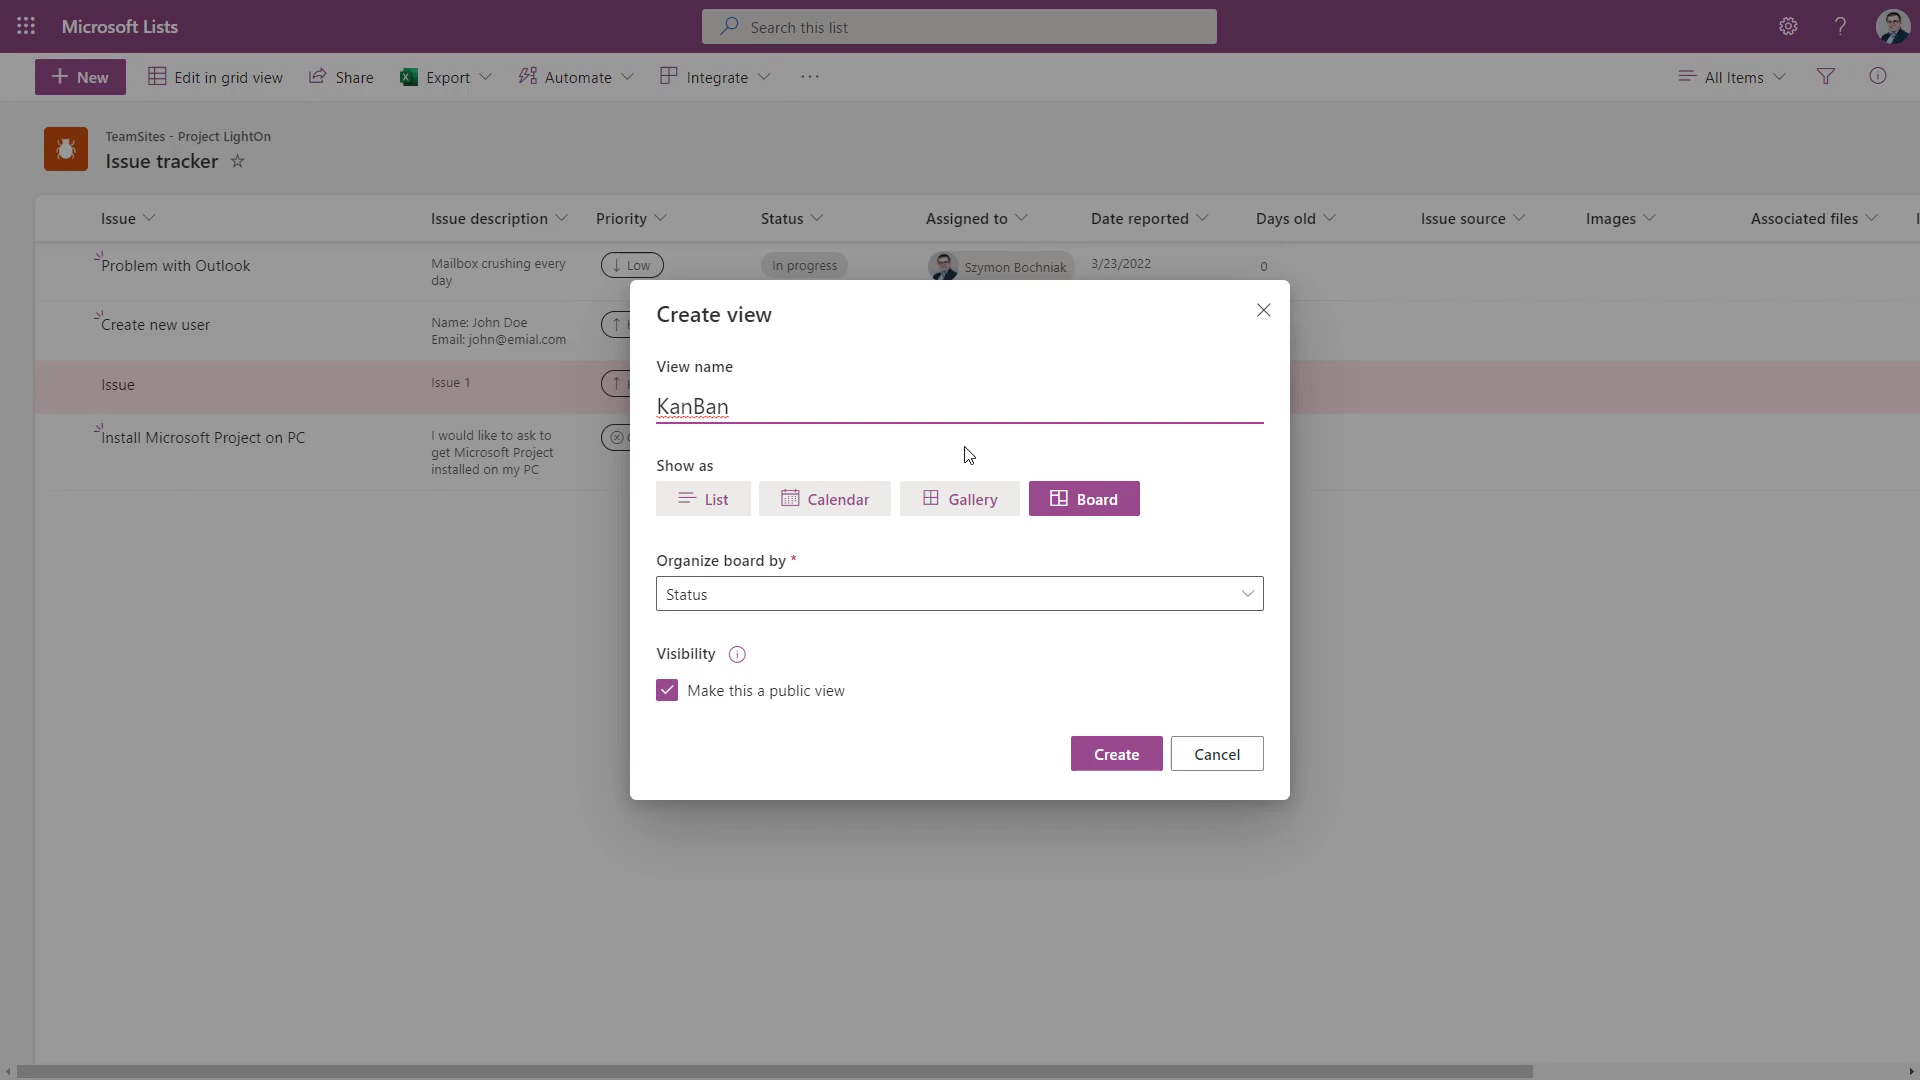 Microsoft Lists
Search this list
New
Edit in grid view
Share
Export
Automate
Integrate
All Items
TeamSites - Project LightOn
Issue tracker
Issue
Issue description
Priority
Status
Assigned to
Date reported
Days old
Issue source
Images
Associated files
Problem with Outlook
Mailbox crushing every
day
Low
In progress
Szymon Bochniak
3/23/2022
0
Create new user
Name: John Doe
Email: john@emial.com
Issue
Issue 1
Install Microsoft Project on PC
I would like to ask to
get Microsoft Project
installed on my PC
Create view
View name
KanBan
Show as
List
Calendar
Gallery
Board
Organize board by *
Status
Visibility
Make this a public view
Create
Cancel